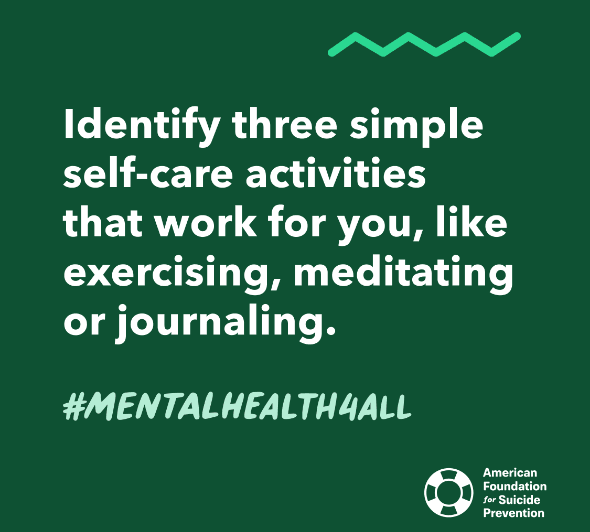 Identify three simple
self-care activities
that work for you, like
exercising, meditating
or journaling.
#MENTALHEALTH4ALL
American
Foundation
for Suicide
Prevention